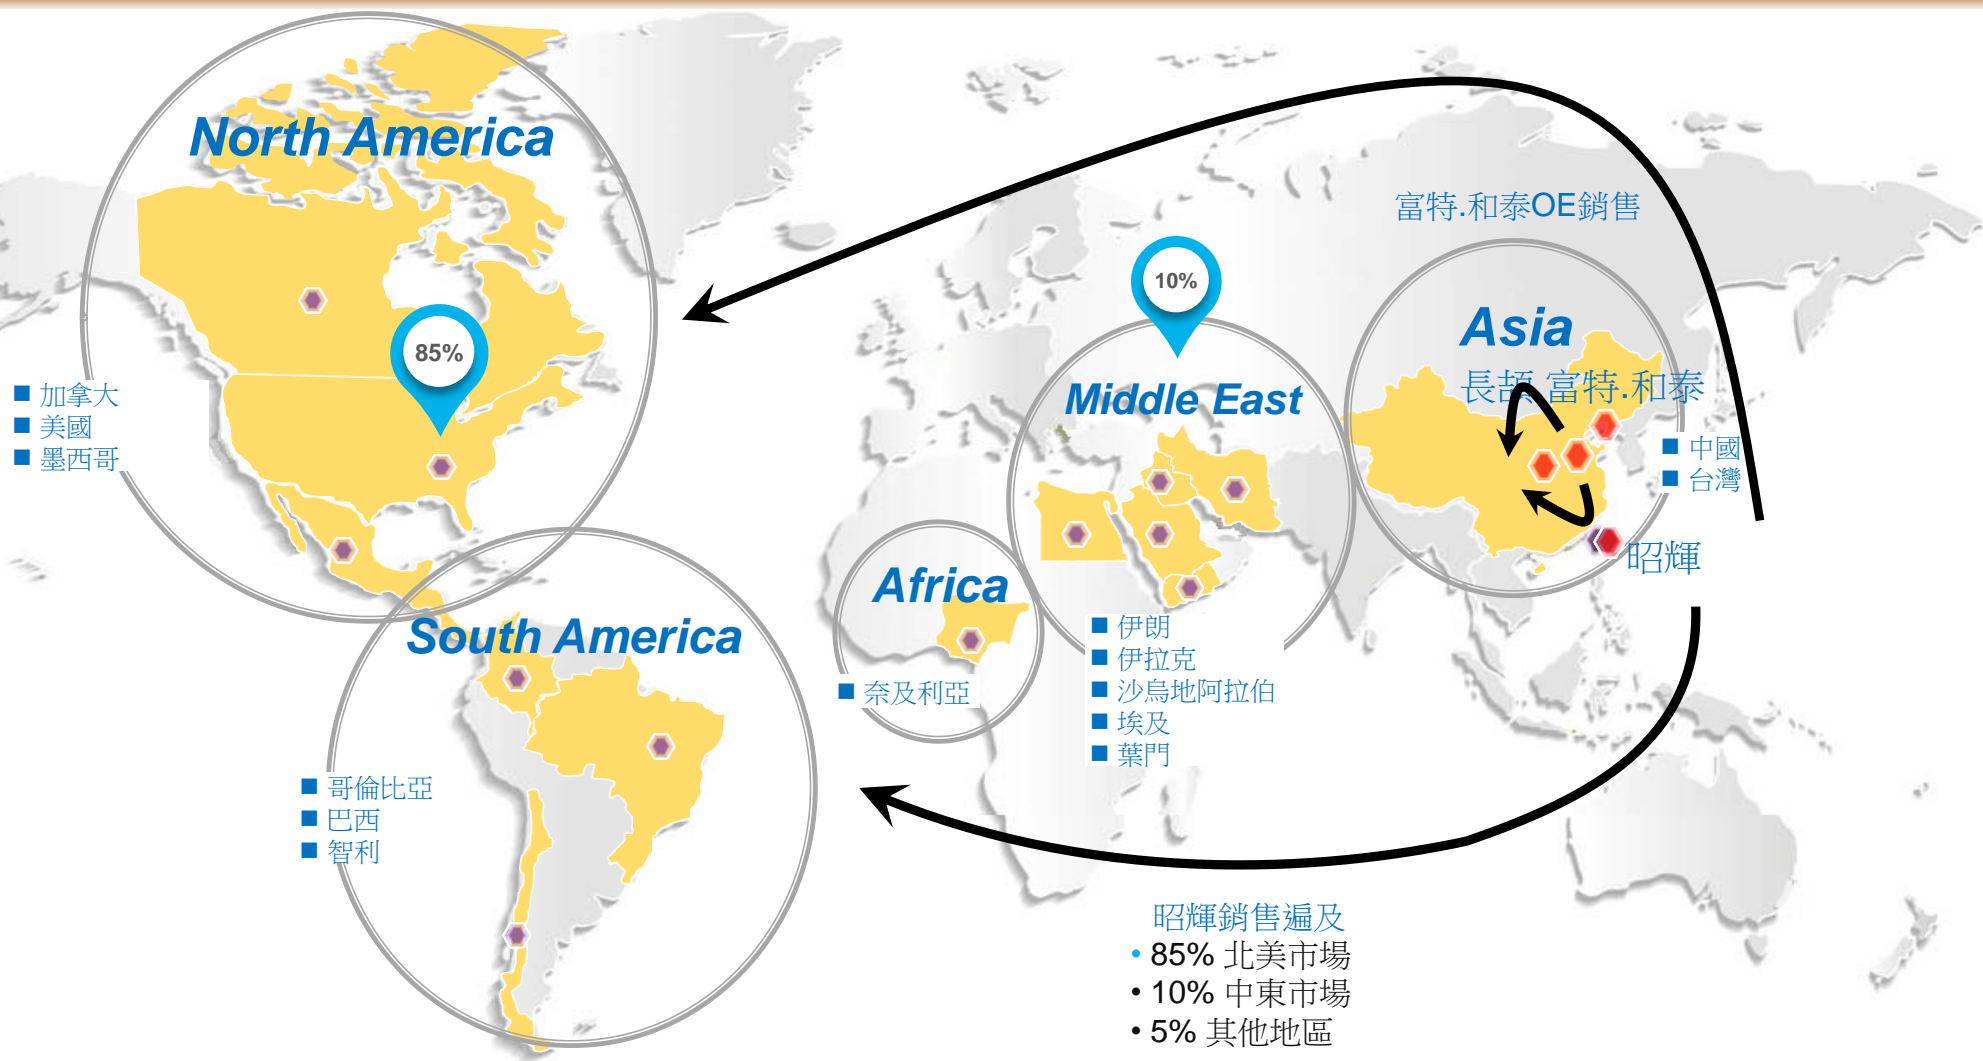 North America
85%
加拿大
美國
墨西哥
South America
哥倫比亞
巴西
智利
Africa
奈及利亞
10%
Middle East
伊朗
伊拉克
沙烏地阿拉伯
埃及
葉門
富特.和泰OE銷售
Asia
長頡.富特.和泰
中國
台灣
昭輝
昭輝銷售遍及
• 85% 北美市場
• 10% 中東市場
• 5% 其他地區